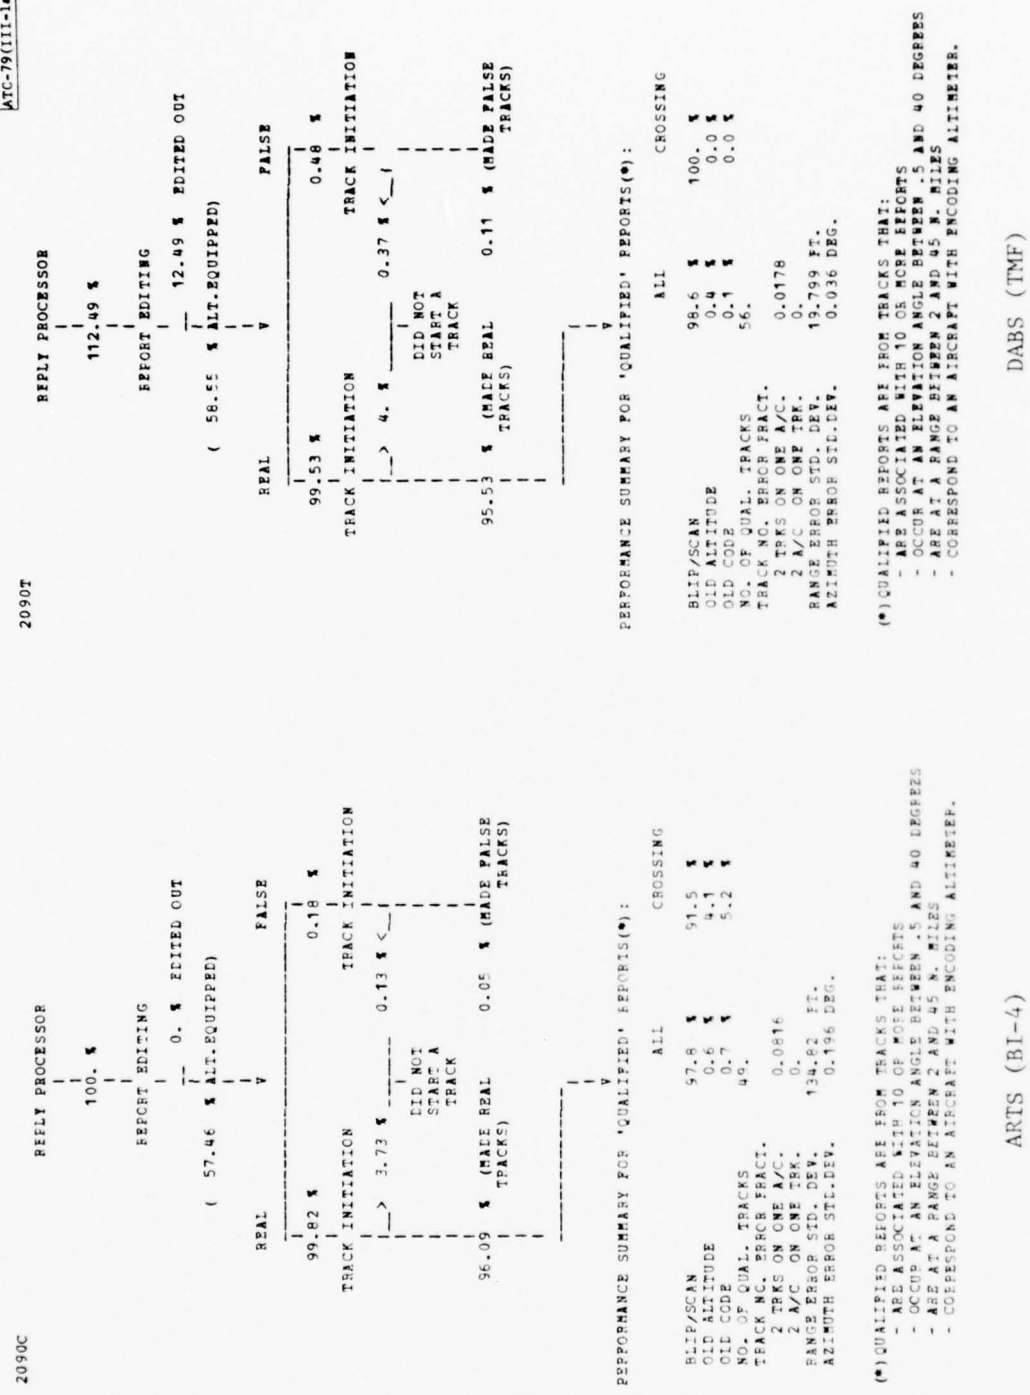 ATC-79(III-1
2090C
REPLY PROCESSOR
100. %
REPORT EDITING
0. % EDITED OUT
( 57.46 % ALT.EQUIPPED)
REAL FALSE
99.82 % 0.18 %
TRACK INITIATION TRACK INITIATION
|_> 3.73 % ______ 0.13 % <_|
DID NOT
START A
TRACK
96.09 % (MADE REAL 0.05 % (MADE FALSE
TRACKS) TRACKS)
PERFORMANCE SUMMARY FOR 'QUALIFIED' REPORTS(*):
ALL CROSSING
BLIP/SCAN 97.8 % 91.5 %
OLD ALTITUDE 0.6 % 4.1 %
OLD CODE 0.7 % 5.2 %
NO. OF QUAL. TRACKS 49.
TRACK NO. ERROR FRACT.
2 TRKS ON ONE A/C. 0.0816
2 A/C ON ONE TRK. 0.
RANGE ERROR STD. DEV. 134.82 FT.
AZIMUTH ERROR STD.DEV. 0.196 DEG.
(*)QUALIFIED REPORTS ARE FROM TRACKS THAT:
- ARE ASSOCIATED WITH 10 OR MORE REPORTS
- OCCUR AT AN ELEVATION ANGLE BETWEEN .5 AND 40 DEGREES
- ARE AT A RANGE BETWEEN 2 AND 45 N. MILES
- CORRESPOND TO AN AIRCRAFT WITH ENCODING ALTIMETER.
ARTS (BI-4)
2090T
REPLY PROCESSOR
112.49 %
REPORT EDITING
12.49 % EDITED OUT
( 58.55 % ALT.EQUIPPED)
REAL FALSE
99.53 % 0.48 %
TRACK INITIATION TRACK INITIATION
|_> 4. % ______ 0.37 % <_|
DID NOT
START A
TRACK
95.53 % (MADE REAL 0.11 % (MADE FALSE
TRACKS) TRACKS)
PERFORMANCE SUMMARY FOR 'QUALIFIED' REPORTS(*):
ALL CROSSING
BLIP/SCAN 98.6 % 100. %
OLD ALTITUDE 0.4 % 0.0 %
OLD CODE 0.1 % 0.0 %
NO. OF QUAL. TRACKS 56.
TRACK NO. ERROR FRACT.
2 TRKS ON ONE A/C. 0.0178
2 A/C ON ONE TRK. 0.
RANGE ERROR STD. DEV. 19.799 FT.
AZIMUTH ERROR STD.DEV. 0.036 DEG.
(*)QUALIFIED REPORTS ARE FROM TRACKS THAT:
- ARE ASSOCIATED WITH 10 OR MORE REPORTS
- OCCUR AT AN ELEVATION ANGLE BETWEEN .5 AND 40 DEGREES
- ARE AT A RANGE BETWEEN 2 AND 45 N. MILES
- CORRESPOND TO AN AIRCRAFT WITH ENCODING ALTIMETER.
DABS (TMF)